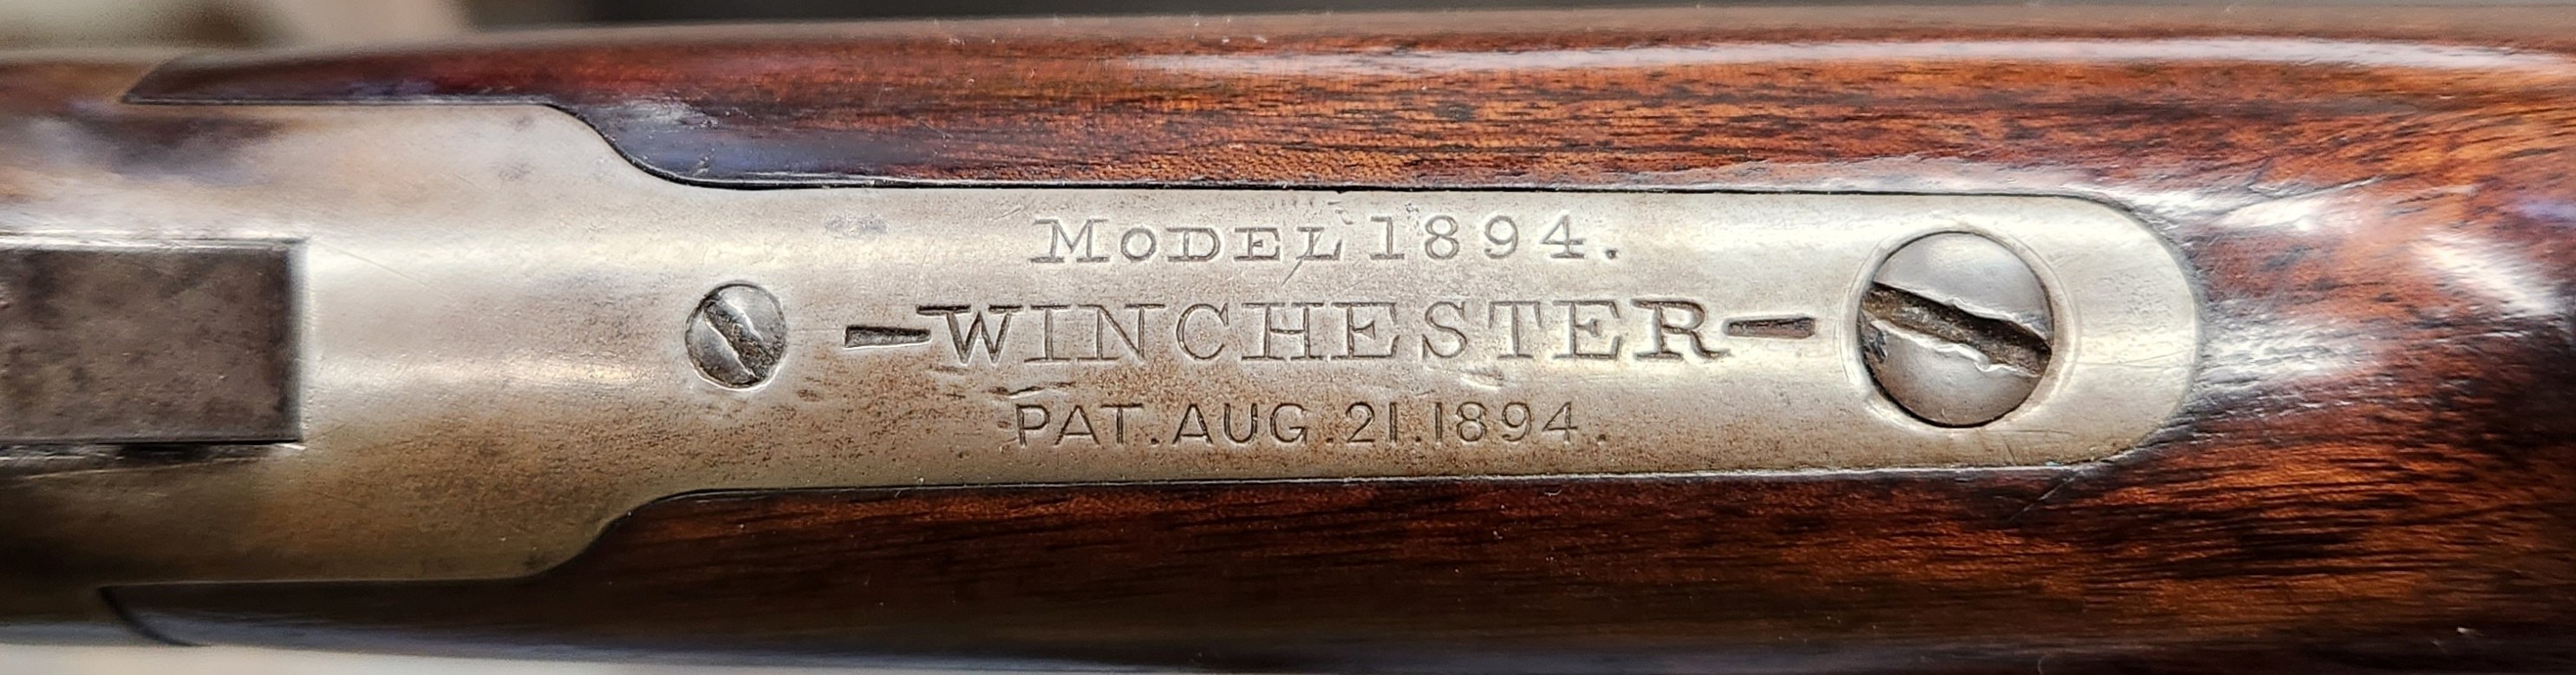 MODEL 1894.
-WINCHESTER-
PAT. AUG. 21. 1894.